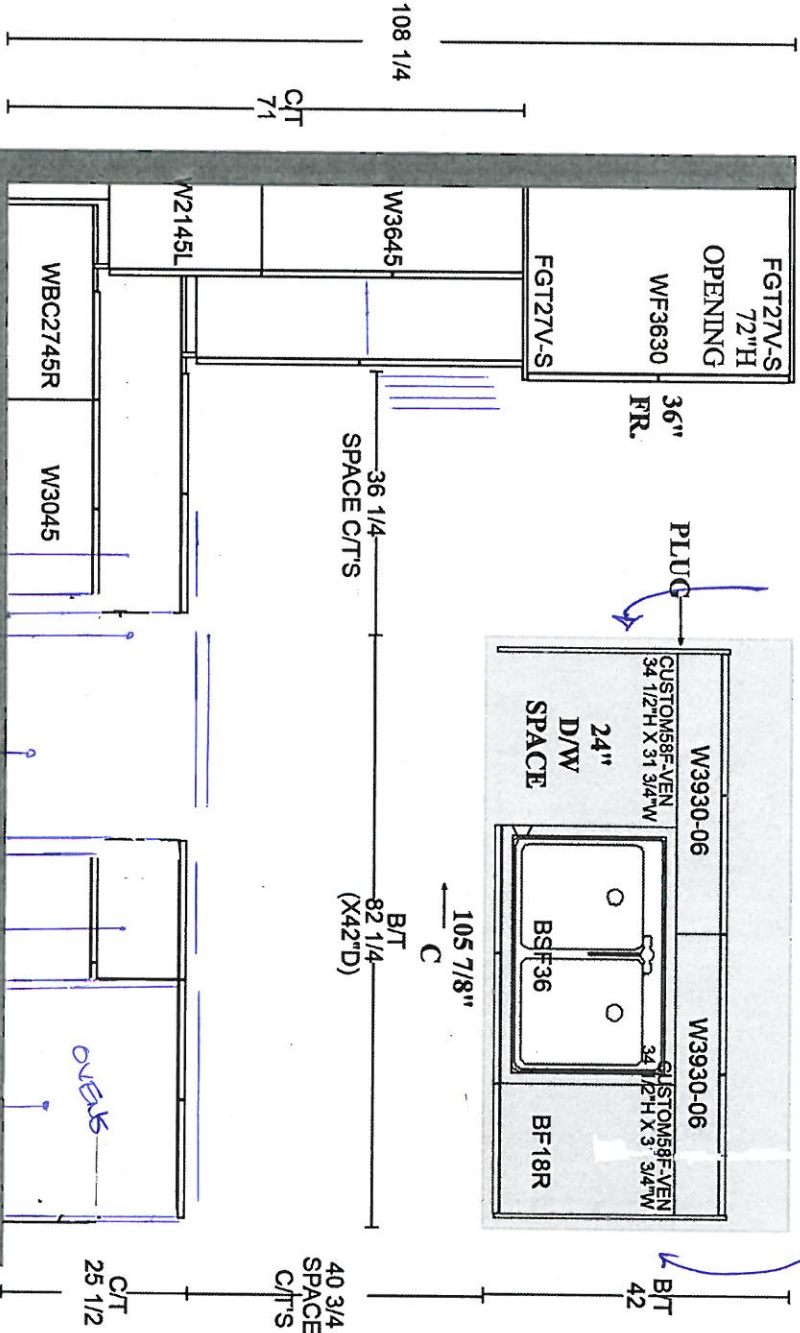 108 1/4
C/T
71
FGT27V-S
72"H
OPENING
WF3630
FGT27V-S
36"
FR.
W3645
W2145L
WBC2745R
W3045
36 1/4
SPACE C/T'S
PLUG
CUSTOM58F-VEN
34 1/2"H X 31 3/4"W
24"
D/W
SPACE
W3930-06
W3930-06
BSF36
BF18R
CUSTOM58F-VEN
34 1/2"H X 3 3/4"W
105 7/8"
C
B/T
82 1/4
(X42"D)
OVENS
B/T
42
40 3/4
SPACE
C/T'S
C/T
25 1/2